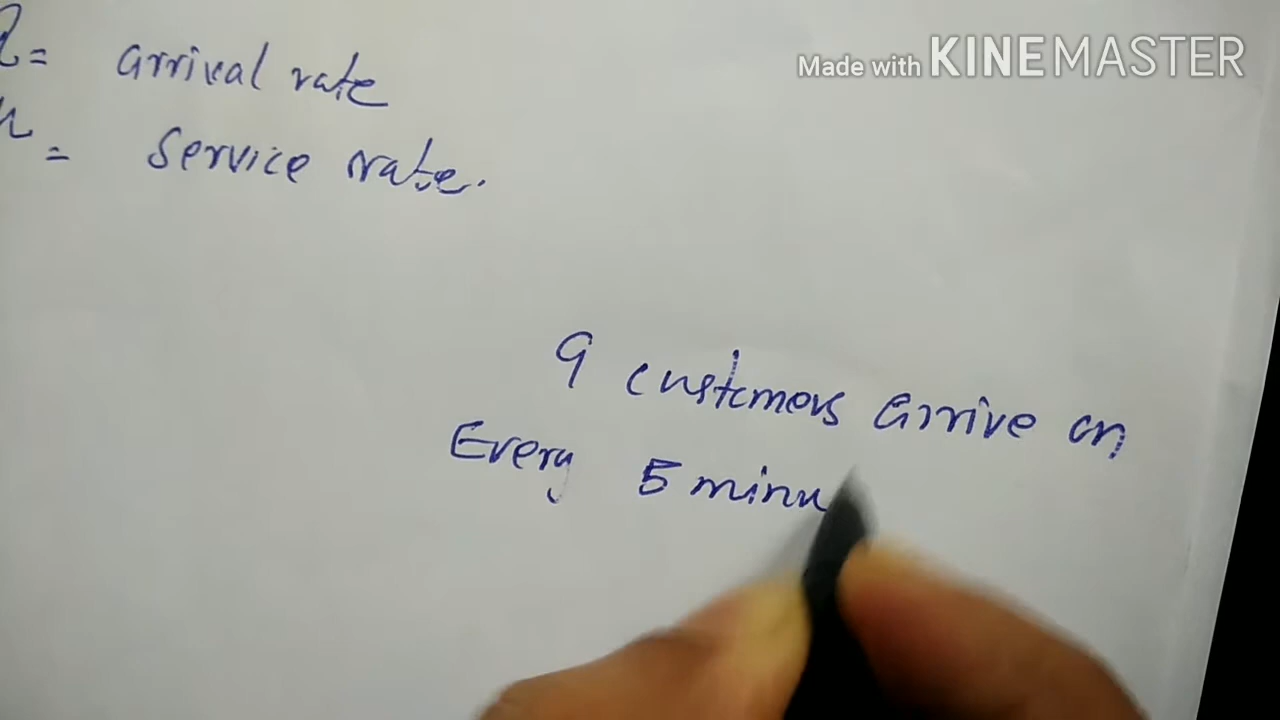 λ = arrival rate
Made with KINEMASTER
μ = Service rate.
9 customers arrive on
Every 5 minu